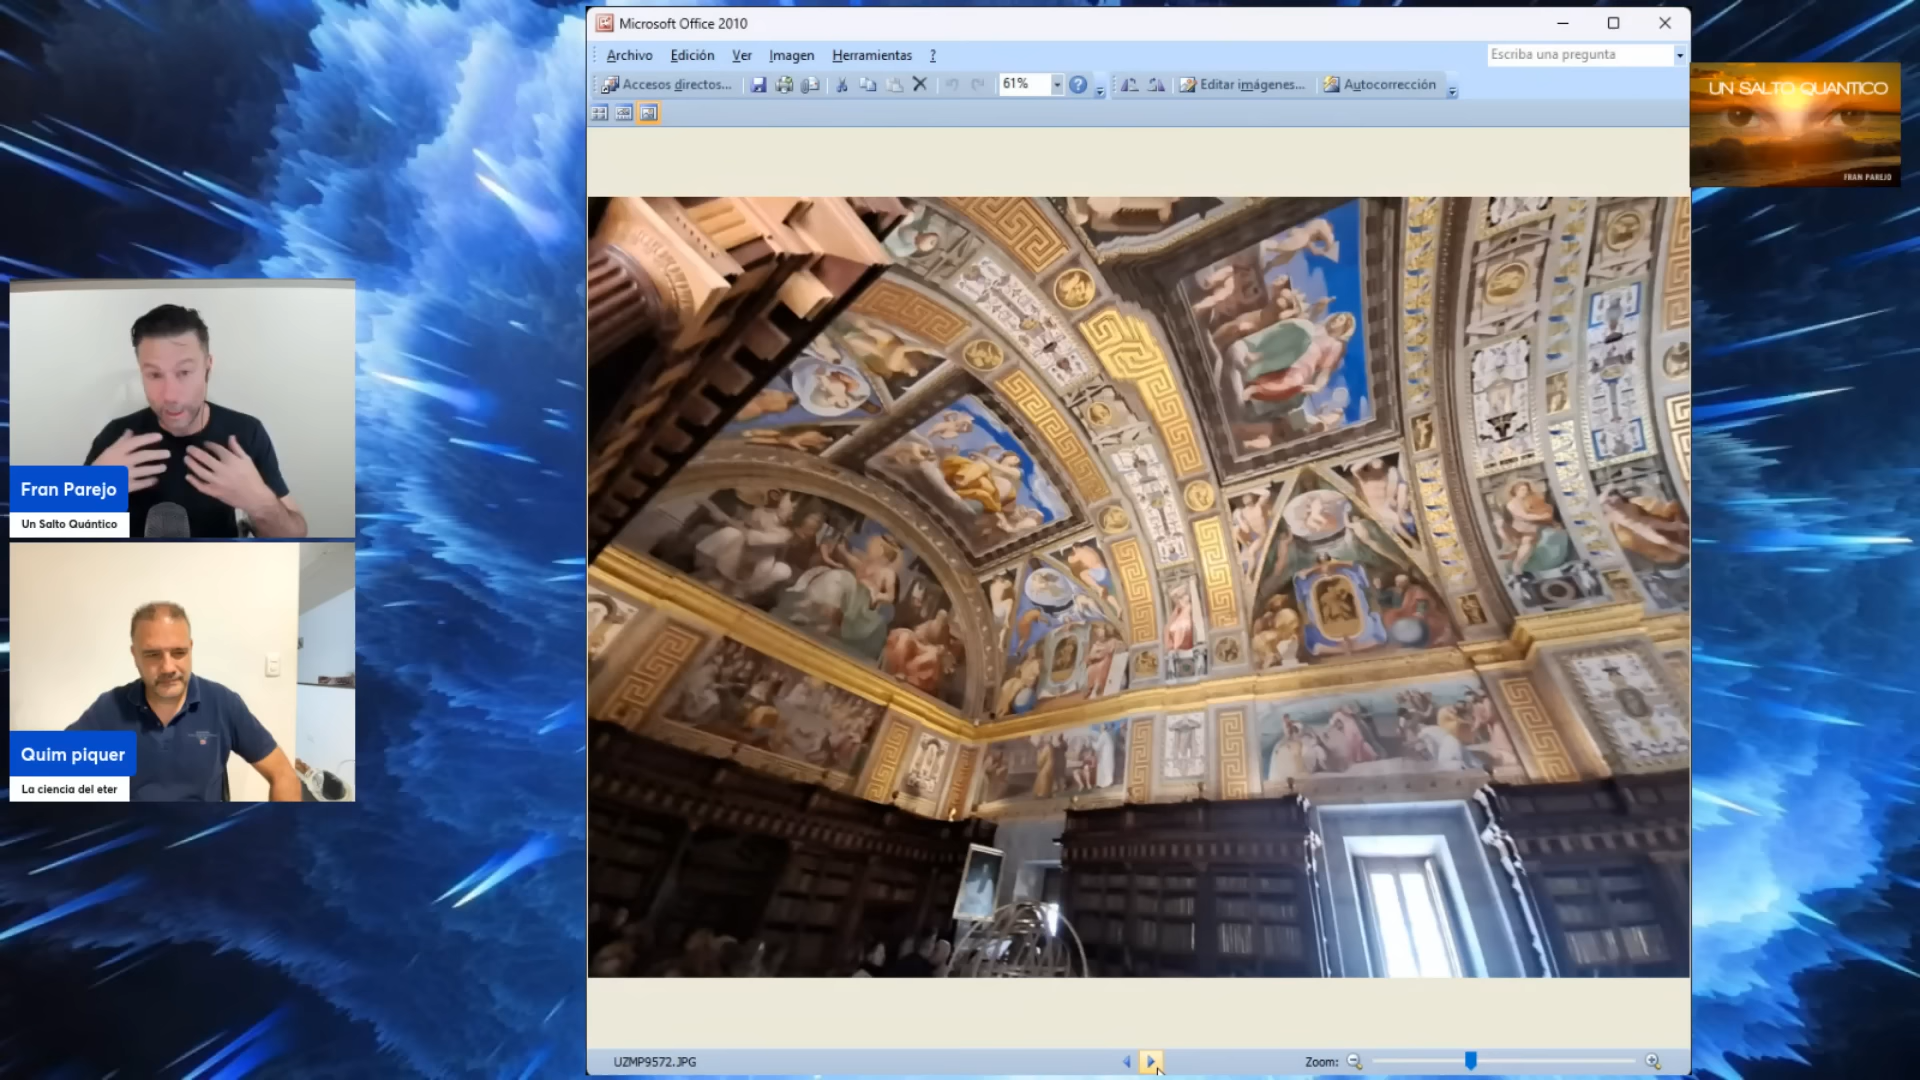 Microsoft Office 2010
Archivo Edición Ver Imagen Herramientas ?
Escriba una pregunta
Accesos directos...
61%
Editar imágenes...
Autocorrección
UN SALTO QUANTICO
FRAN PAREJO
Fran Parejo
Un Salto Quántico
Quim piquer
La ciencia del eter
UZMP9572.JPG
Zoom: